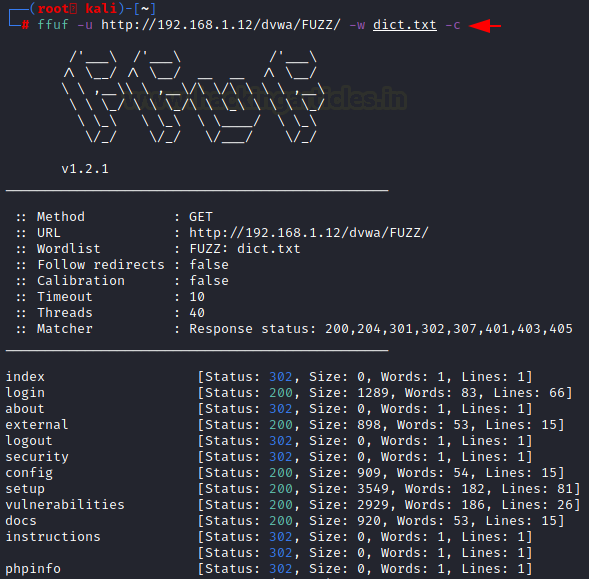 (root kali)-[~]
# ffuf -u http://192.168.1.12/dvwa/FUZZ/ -w dict.txt -c
v1.2.1
:: Method : GET
:: URL : http://192.168.1.12/dvwa/FUZZ/
:: Wordlist : FUZZ: dict.txt
:: Follow redirects : false
:: Calibration : false
:: Timeout : 10
:: Threads : 40
:: Matcher : Response status: 200,204,301,302,307,401,403,405
index [Status: 302, Size: 0, Words: 1, Lines: 1]
login [Status: 200, Size: 1289, Words: 83, Lines: 66]
about [Status: 302, Size: 0, Words: 1, Lines: 1]
external [Status: 200, Size: 898, Words: 53, Lines: 15]
logout [Status: 302, Size: 0, Words: 1, Lines: 1]
security [Status: 302, Size: 0, Words: 1, Lines: 1]
config [Status: 200, Size: 909, Words: 54, Lines: 15]
setup [Status: 200, Size: 3549, Words: 182, Lines: 81]
vulnerabilities [Status: 200, Size: 2929, Words: 186, Lines: 26]
docs [Status: 200, Size: 920, Words: 53, Lines: 15]
instructions [Status: 302, Size: 0, Words: 1, Lines: 1]
[Status: 302, Size: 0, Words: 1, Lines: 1]
phpinfo [Status: 302, Size: 0, Words: 1, Lines: 1]